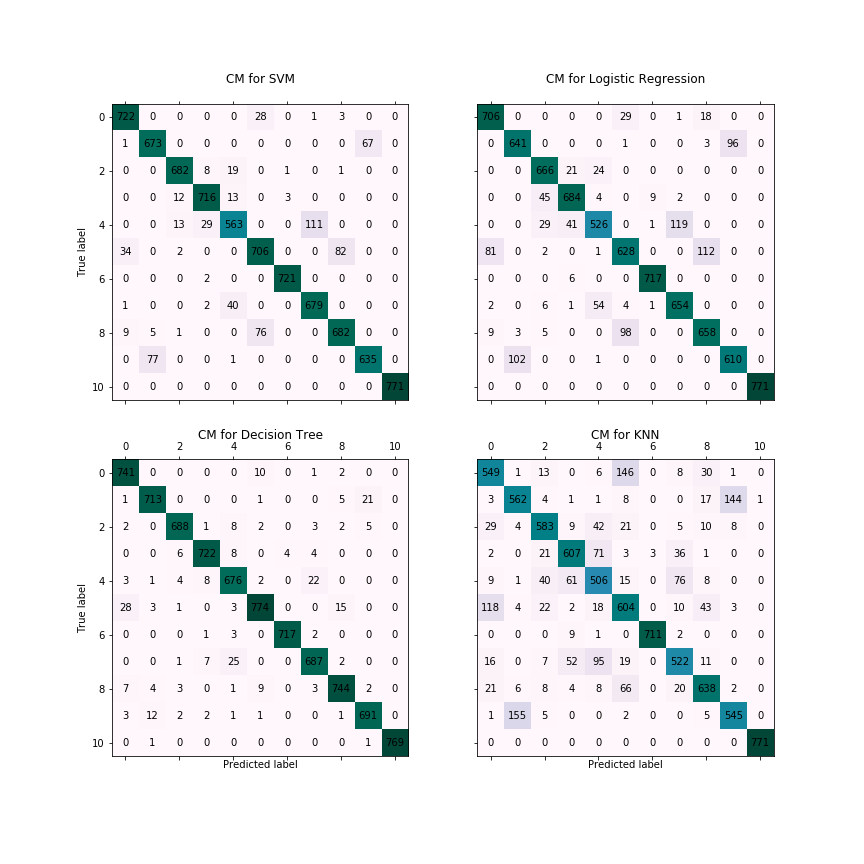 CM for SVM
0 722 0 0 0 0 28 0 1 3 0 0
1 673 0 0 0 0 0 0 0 67 0
2 0 0 682 8 19 0 1 0 1 0 0
0 0 12 716 13 0 3 0 0 0 0
4 0 0 13 29 563 0 0 111 0 0 0
34 0 2 0 0 706 0 0 82 0 0
6 0 0 0 2 0 0 721 0 0 0 0
1 0 0 2 40 0 0 679 0 0 0
8 9 5 1 0 0 76 0 0 682 0 0
0 77 0 0 1 0 0 0 0 635 0
10 0 0 0 0 0 0 0 0 0 0 771
True label
CM for Logistic Regression
706 0 0 0 0 29 0 1 18 0 0
0 641 0 0 0 1 0 0 3 96 0
0 0 666 21 24 0 0 0 0 0 0
0 0 45 684 4 0 9 2 0 0 0
0 0 29 41 526 0 1 119 0 0 0
81 0 2 0 1 628 0 0 112 0 0
0 0 0 6 0 0 717 0 0 0 0
2 0 6 1 54 4 1 654 0 0 0
9 3 5 0 0 98 0 0 658 0 0
0 102 0 0 1 0 0 0 0 610 0
0 0 0 0 0 0 0 0 0 0 771
CM for Decision Tree
0 2 4 6 8 10
0 741 0 0 0 0 10 0 1 2 0 0
1 713 0 0 0 1 0 0 5 21 0
2 2 0 688 1 8 2 0 3 2 5 0
0 0 6 722 8 0 4 4 0 0 0
4 3 1 4 8 676 2 0 22 0 0 0
28 3 1 0 3 774 0 0 15 0 0
6 0 0 0 1 3 0 717 2 0 0 0
0 0 1 7 25 0 0 687 2 0 0
8 7 4 3 0 1 9 0 3 744 2 0
3 12 2 2 1 1 0 0 1 691 0
10 0 1 0 0 0 0 0 0 0 1 769
True label
Predicted label
CM for KNN
0 2 4 6 8 10
549 1 13 0 6 146 0 8 30 1 0
3 562 4 1 1 8 0 0 17 144 1
29 4 583 9 42 21 0 5 10 8 0
2 0 21 607 71 3 3 36 1 0 0
9 1 40 61 506 15 0 76 8 0 0
118 4 22 2 18 604 0 10 43 3 0
0 0 0 9 1 0 711 2 0 0 0
16 0 7 52 95 19 0 522 11 0 0
21 6 8 4 8 66 0 20 638 2 0
1 155 5 0 0 2 0 0 5 545 0
0 0 0 0 0 0 0 0 0 0 771
Predicted label